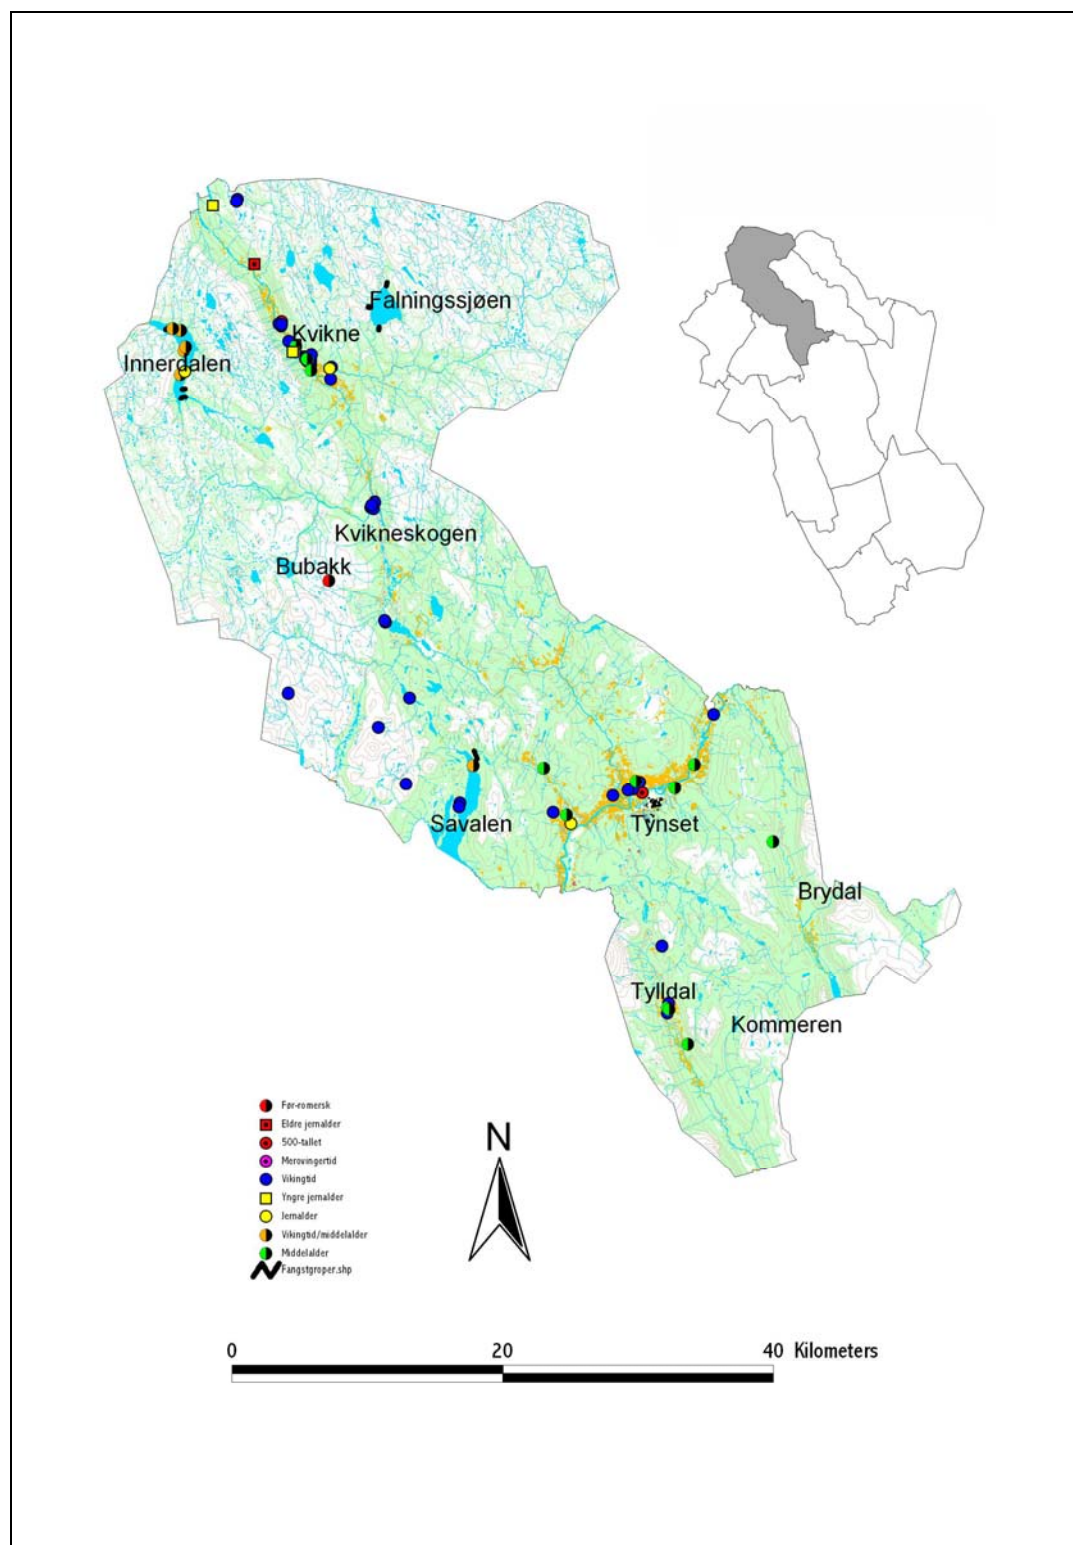 Falningssjøen
Kvikne
Innerdalen
Kvikneskogen
Bubakk
Savalen
Tynset
Brydal
Tylldal
Kommeren
Før-romersk
Eldre jernalder
500-tallet
Merovingertid
Vikingtid
Yngre jernalder
Jernalder
Vikingtid/middelalder
Middelalder
Fangstgroper.shp
N
0 20 40 Kilometers